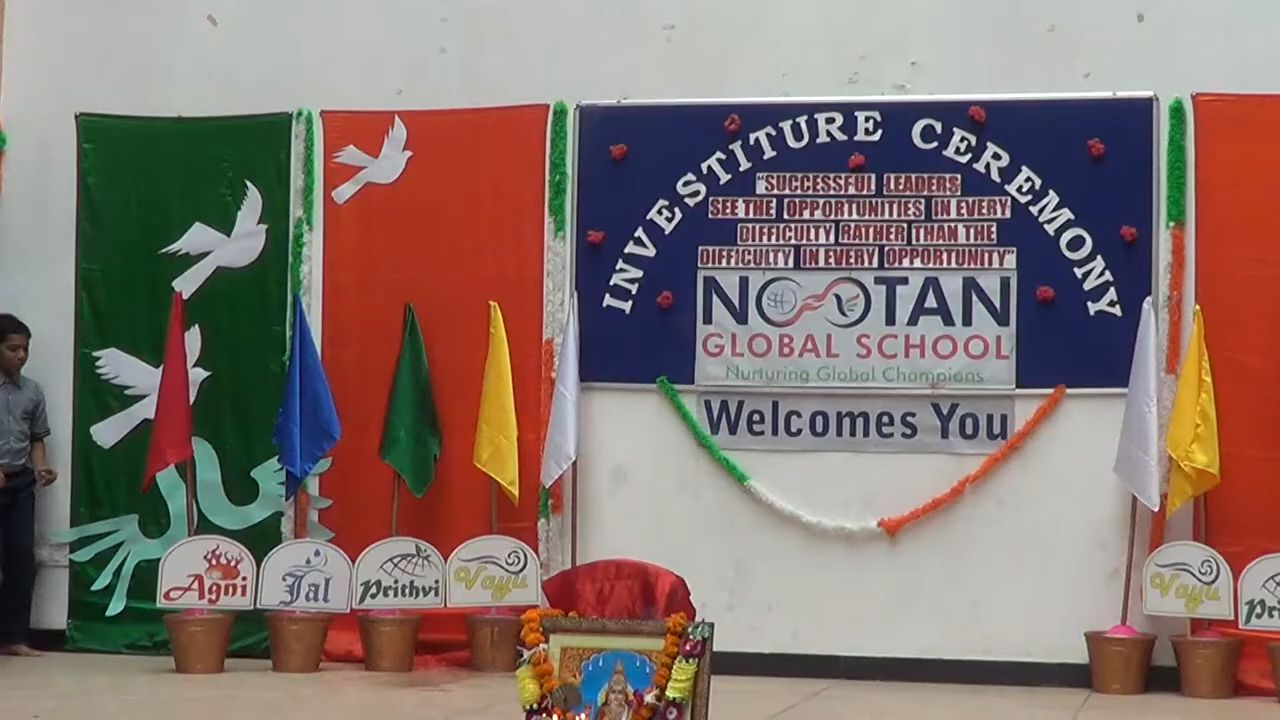 INVESTITURE CEREMONY
“SUCCESSFUL LEADERS
SEE THE OPPORTUNITIES IN EVERY
DIFFICULTY RATHER THAN THE
DIFFICULTY IN EVERY OPPORTUNITY”
NOOTAN
GLOBAL SCHOOL
Nurturing Global Champions
Welcomes You
Agni
Jal
Prithvi
Vayu
Vayu
Pri